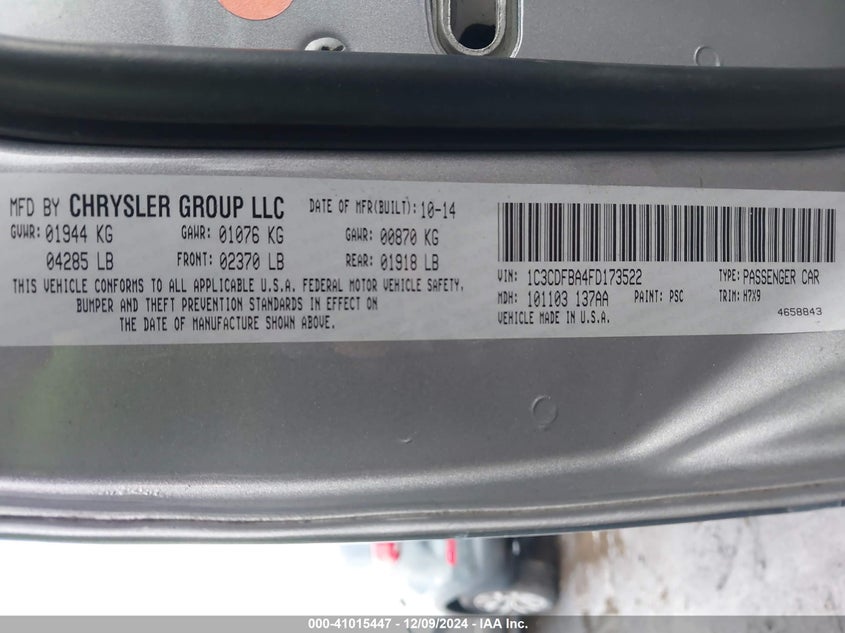 MFD BY CHRYSLER GROUP LLC DATE OF MFR(BUILT): 10-14
GVWR: 01944 KG GAWR: 01076 KG GAWR: 00870 KG
04285 LB FRONT: 02370 LB REAR: 01918 LB
THIS VEHICLE CONFORMS TO ALL APPLICABLE U.S.A. FEDERAL MOTOR VEHICLE SAFETY,
BUMPER AND THEFT PREVENTION STANDARDS IN EFFECT ON
THE DATE OF MANUFACTURE SHOWN ABOVE.
VIN: 1C3CDFBA4FD173522 TYPE: PASSENGER CAR
MDH: 101103 137AA PAINT: PSC TRIM: H7X9
VEHICLE MADE IN U.S.A. 4658843
000-41015447 - 12/09/2024 - IAA Inc.